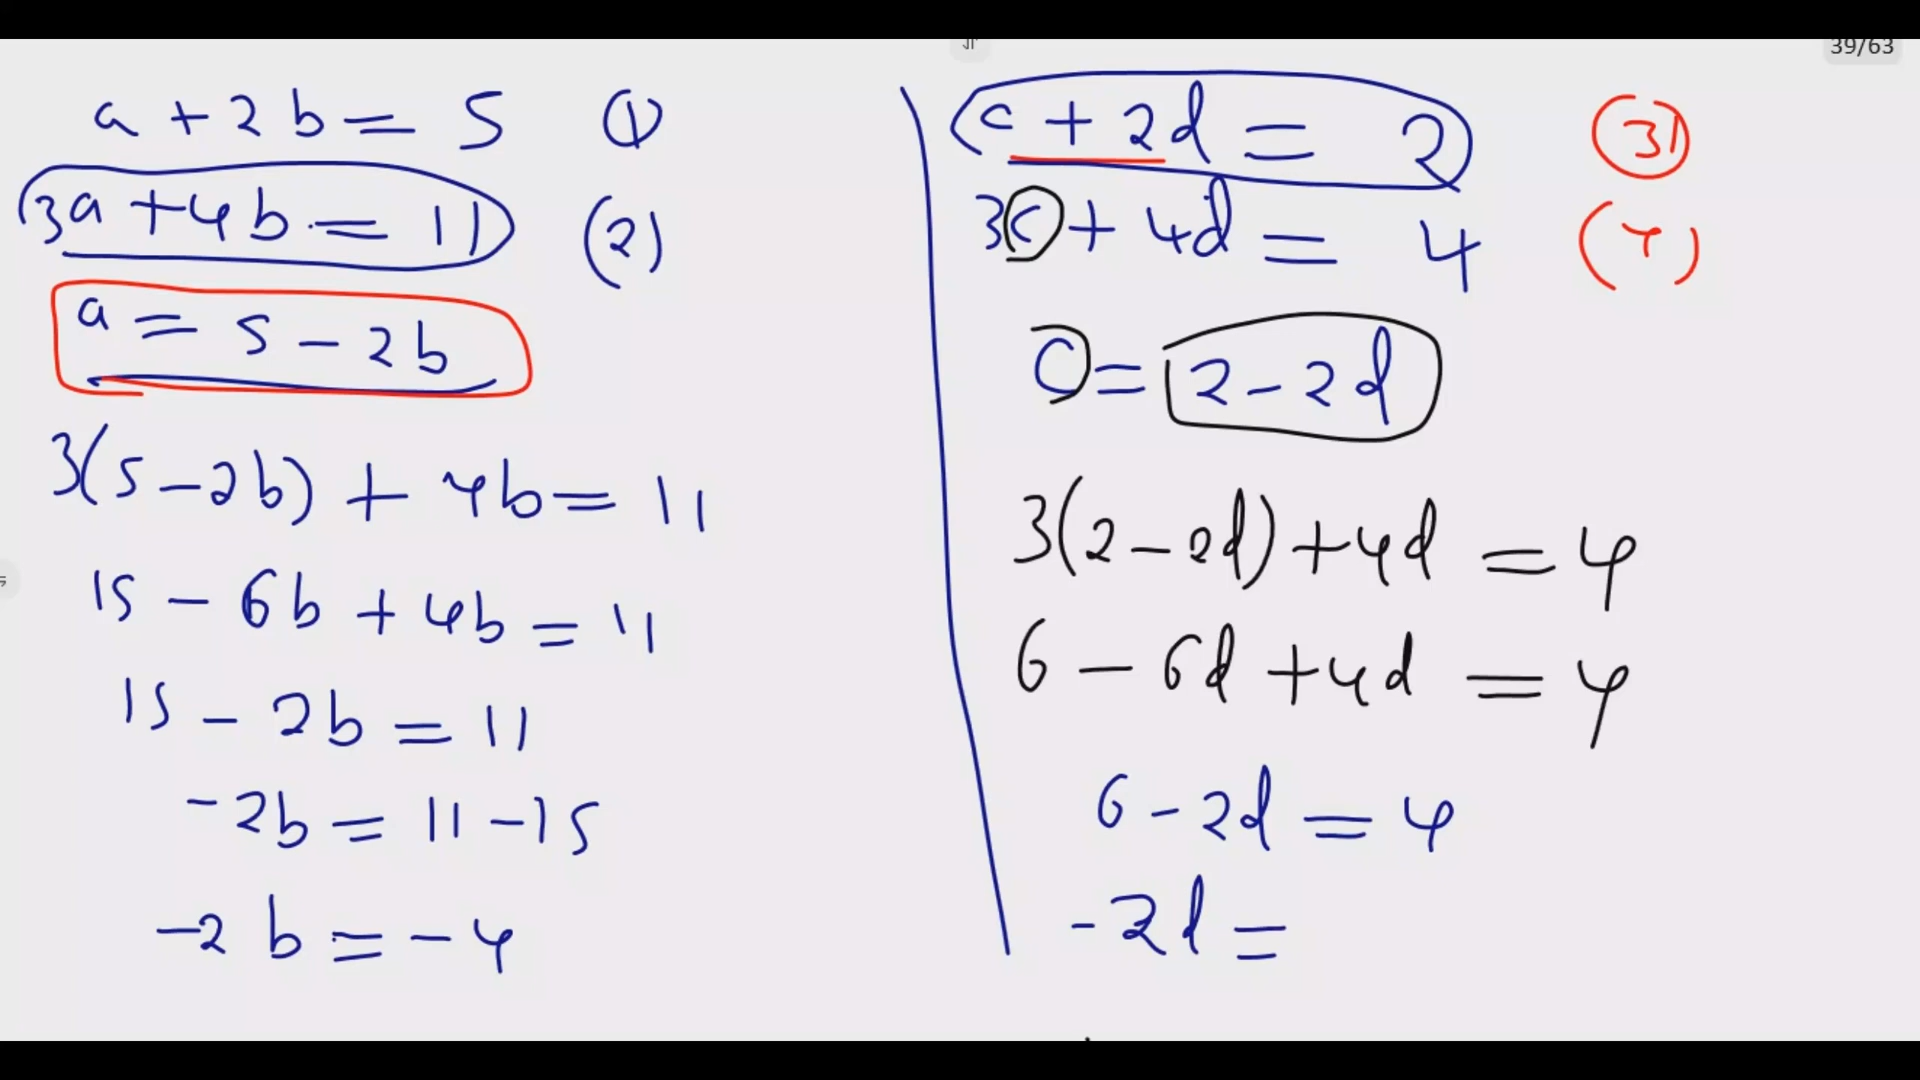 39/63
a + 2b = 5 (1)
3a + 4b = 11 (2)
a = 5 - 2b
3(5 - 2b) + 4b = 11
15 - 6b + 4b = 11
15 - 2b = 11
-2b = 11 - 15
-2b = -4
c + 2d = 2 (3)
3c + 4d = 4 (4)
c = 2 - 2d
3(2 - 2d) + 4d = 4
6 - 6d + 4d = 4
6 - 2d = 4
-2d =